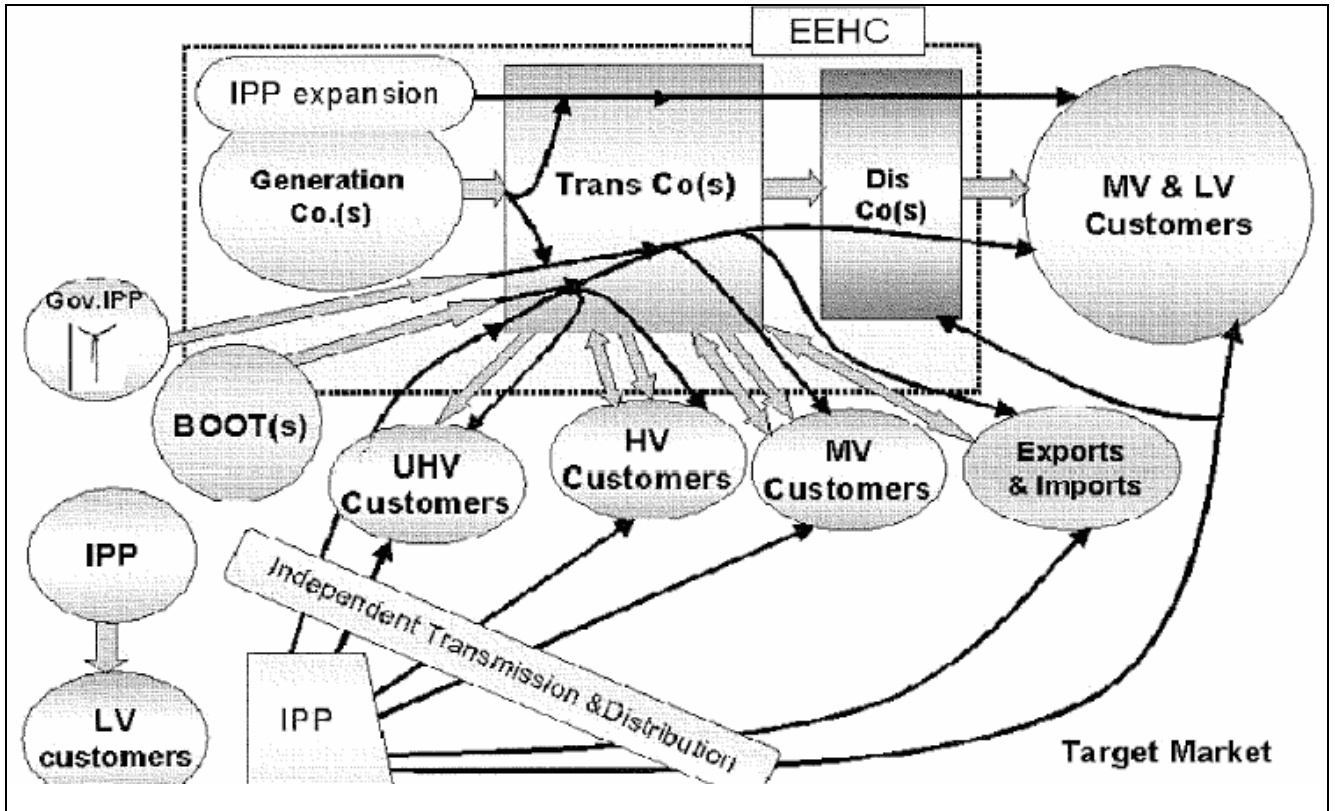 EEHC
IPP expansion
Generation
Co.(s)
Trans Co(s)
Dis
Co(s)
MV & LV
Customers
Gov.IPP
BOOT(s)
UHV
Customers
HV
Customers
MV
Customers
Exports
& Imports
IPP
Independent Transmission &Distribution
LV
customers
IPP
Target Market